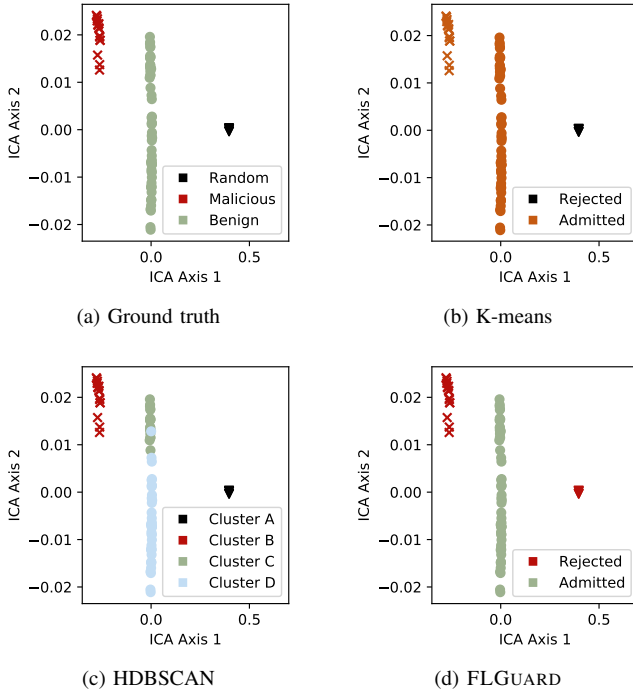 0.02
0.01
0.00
−0.01
−0.02
ICA Axis 2
Random
Malicious
Benign
0.0 0.5
ICA Axis 1
(a) Ground truth
0.02
0.01
0.00
−0.01
−0.02
ICA Axis 2
Rejected
Admitted
0.0 0.5
ICA Axis 1
(b) K-means
0.02
0.01
0.00
−0.01
−0.02
ICA Axis 2
Cluster A
Cluster B
Cluster C
Cluster D
0.0 0.5
ICA Axis 1
(c) HDBSCAN
0.02
0.01
0.00
−0.01
−0.02
ICA Axis 2
Rejected
Admitted
0.0 0.5
ICA Axis 1
(d) FLGUARD